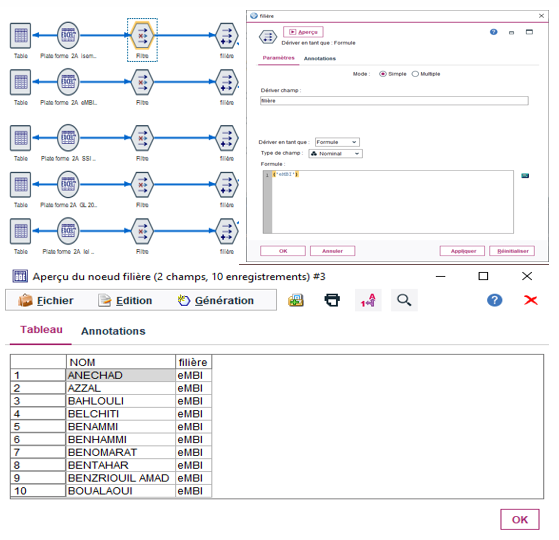 Table Plate forme 2A isem... Filtre filière
Table Plate forme 2A eMBI... Filtre filière
Table Plate forme 2A SSI ... Filtre filière
Table Plate forme 2A GL 20... Filtre filière
Table Plate forme 2A IeI ... Filtre filière
filière
Aperçu
Dériver en tant que : Formule
Paramètres Annotations
Mode : Simple Multiple
Dériver champ :
filière
Dériver en tant que : Formule
Type de champ : Nominal
Formule :
1 ("eMBI")
OK Annuler Appliquer Réinitialiser
Aperçu du noeud filière (2 champs, 10 enregistrements) #3
Fichier Edition Génération
Tableau Annotations
NOM filière
1 ANECHAD eMBI
2 AZZAL eMBI
3 BAHLOULI eMBI
4 BELCHITI eMBI
5 BENAMMI eMBI
6 BENHAMMI eMBI
7 BENOMARAT eMBI
8 BENTAHAR eMBI
9 BENZRIOUIL AMAD eMBI
10 BOUALAOUI eMBI
OK